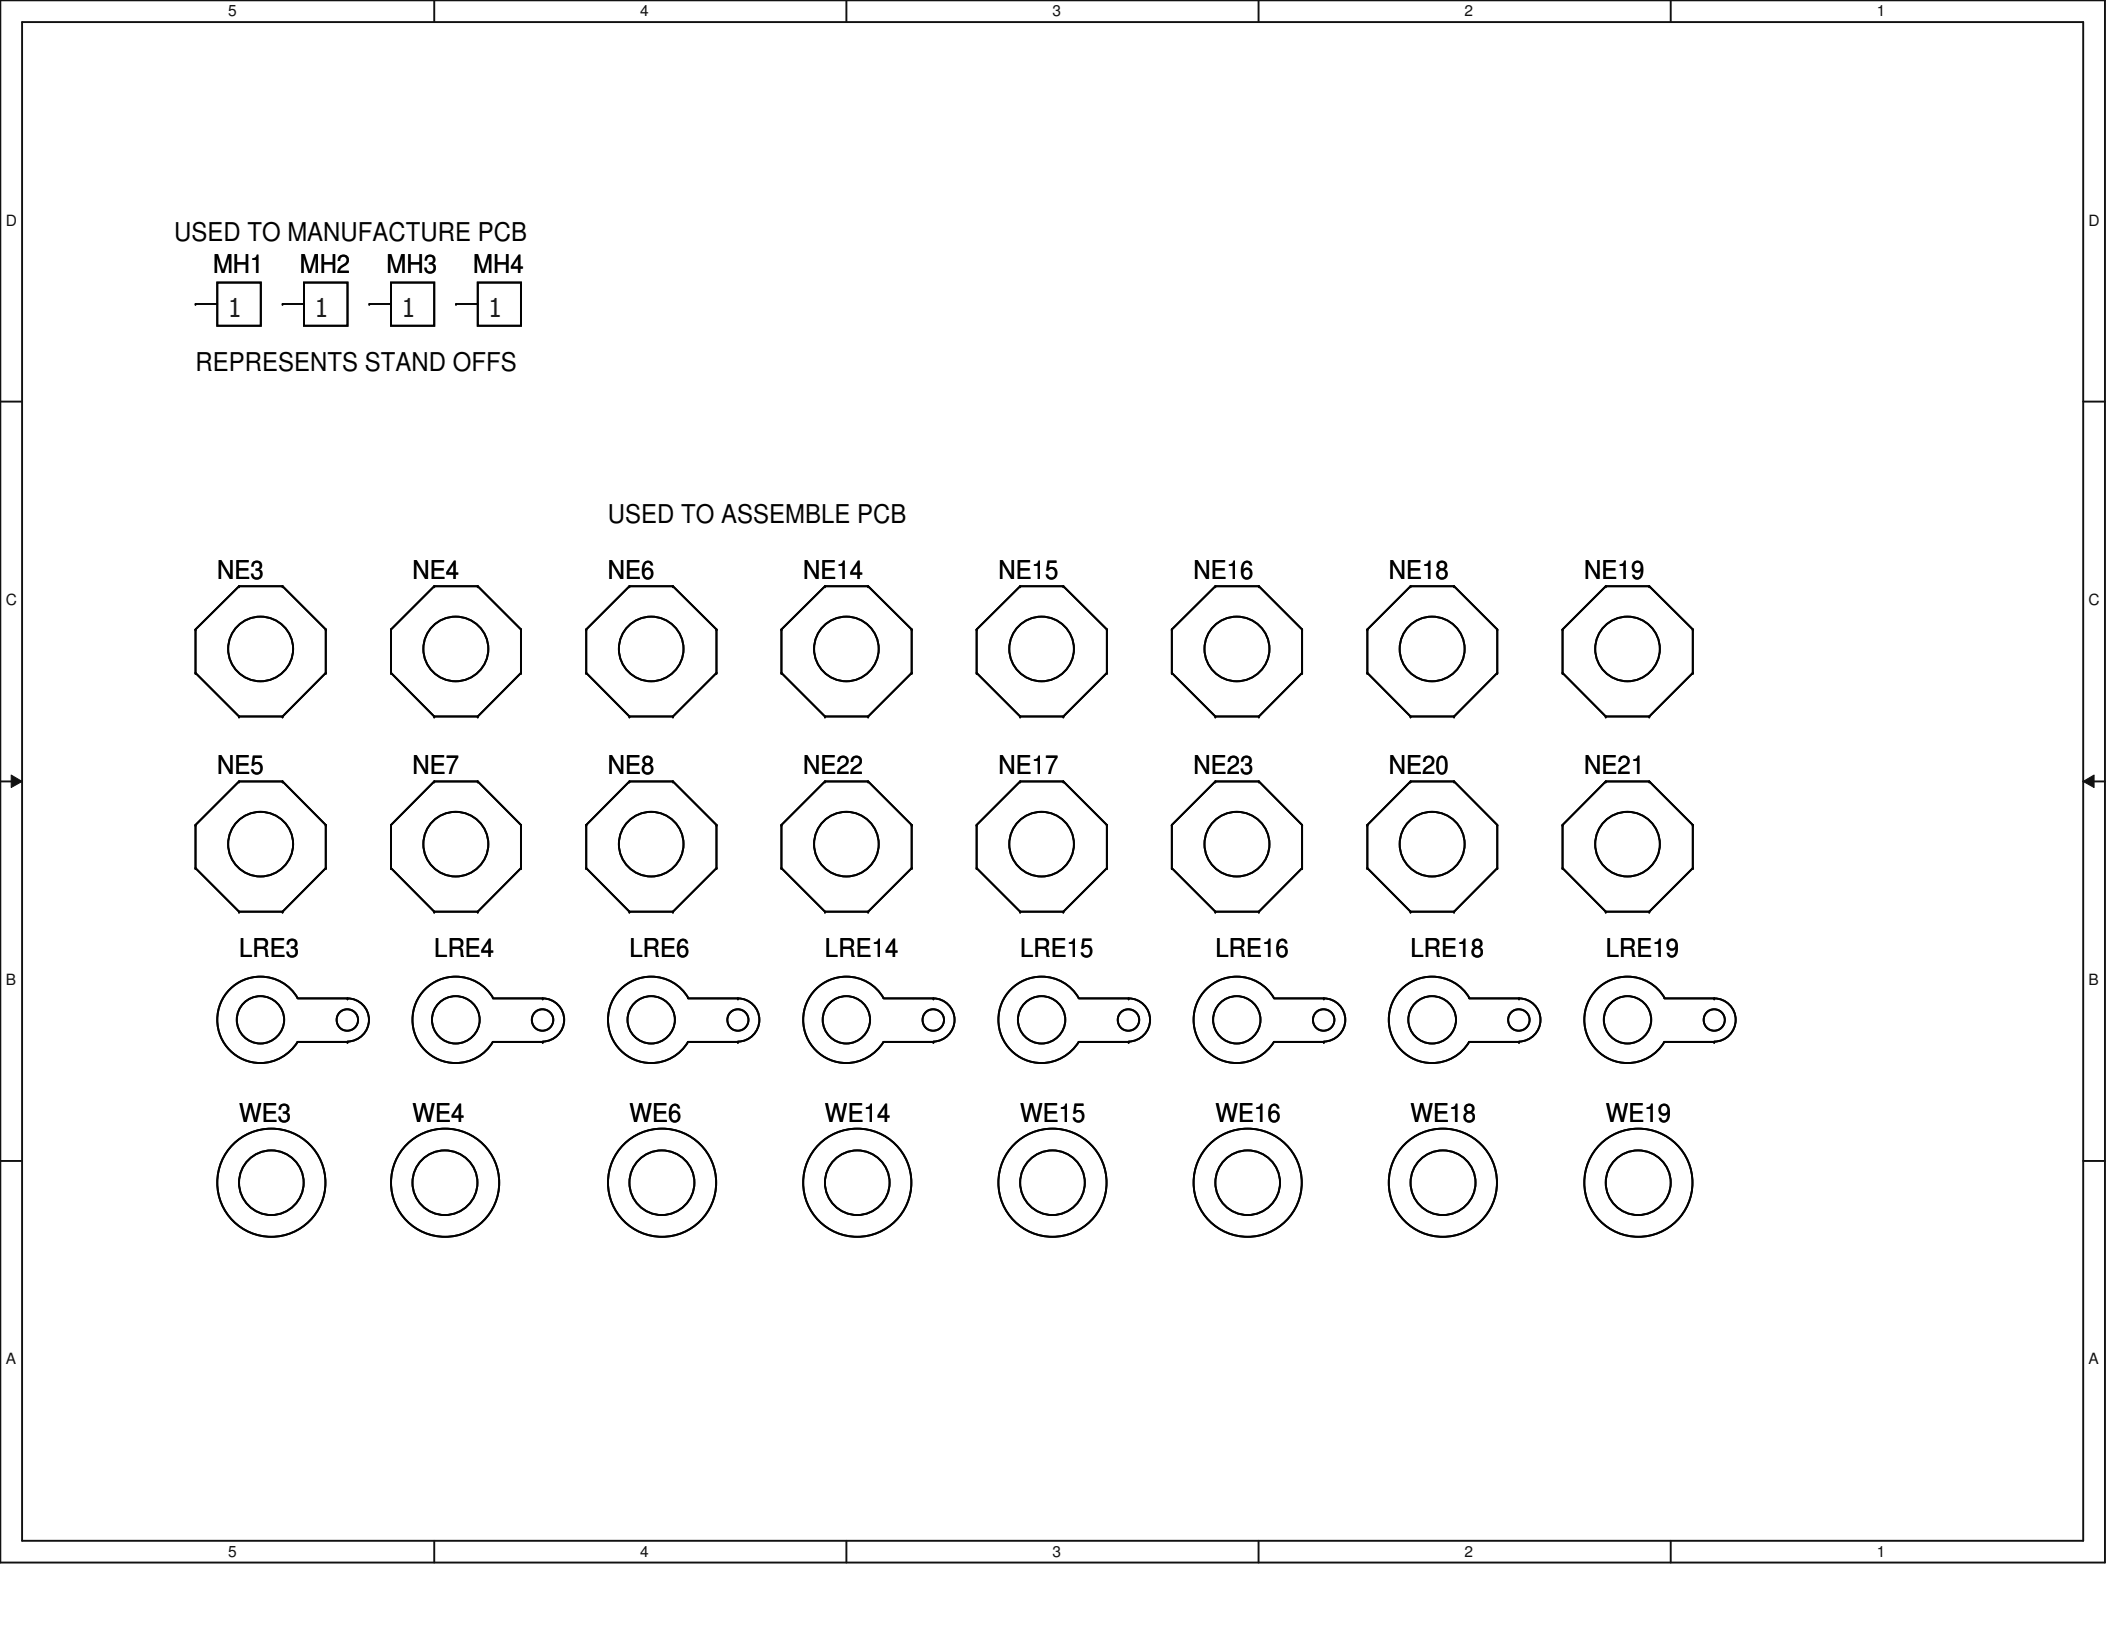 5 4 3 2 1
D D
USED TO MANUFACTURE PCB
MH1 MH2 MH3 MH4
1 1 1 1
REPRESENTS STAND OFFS
USED TO ASSEMBLE PCB
NE3 NE4 NE6 NE14 NE15 NE16 NE18 NE19
C C
NE5 NE7 NE8 NE22 NE17 NE23 NE20 NE21
LRE3 LRE4 LRE6 LRE14 LRE15 LRE16 LRE18 LRE19
B B
WE3 WE4 WE6 WE14 WE15 WE16 WE18 WE19
A A
5 4 3 2 1